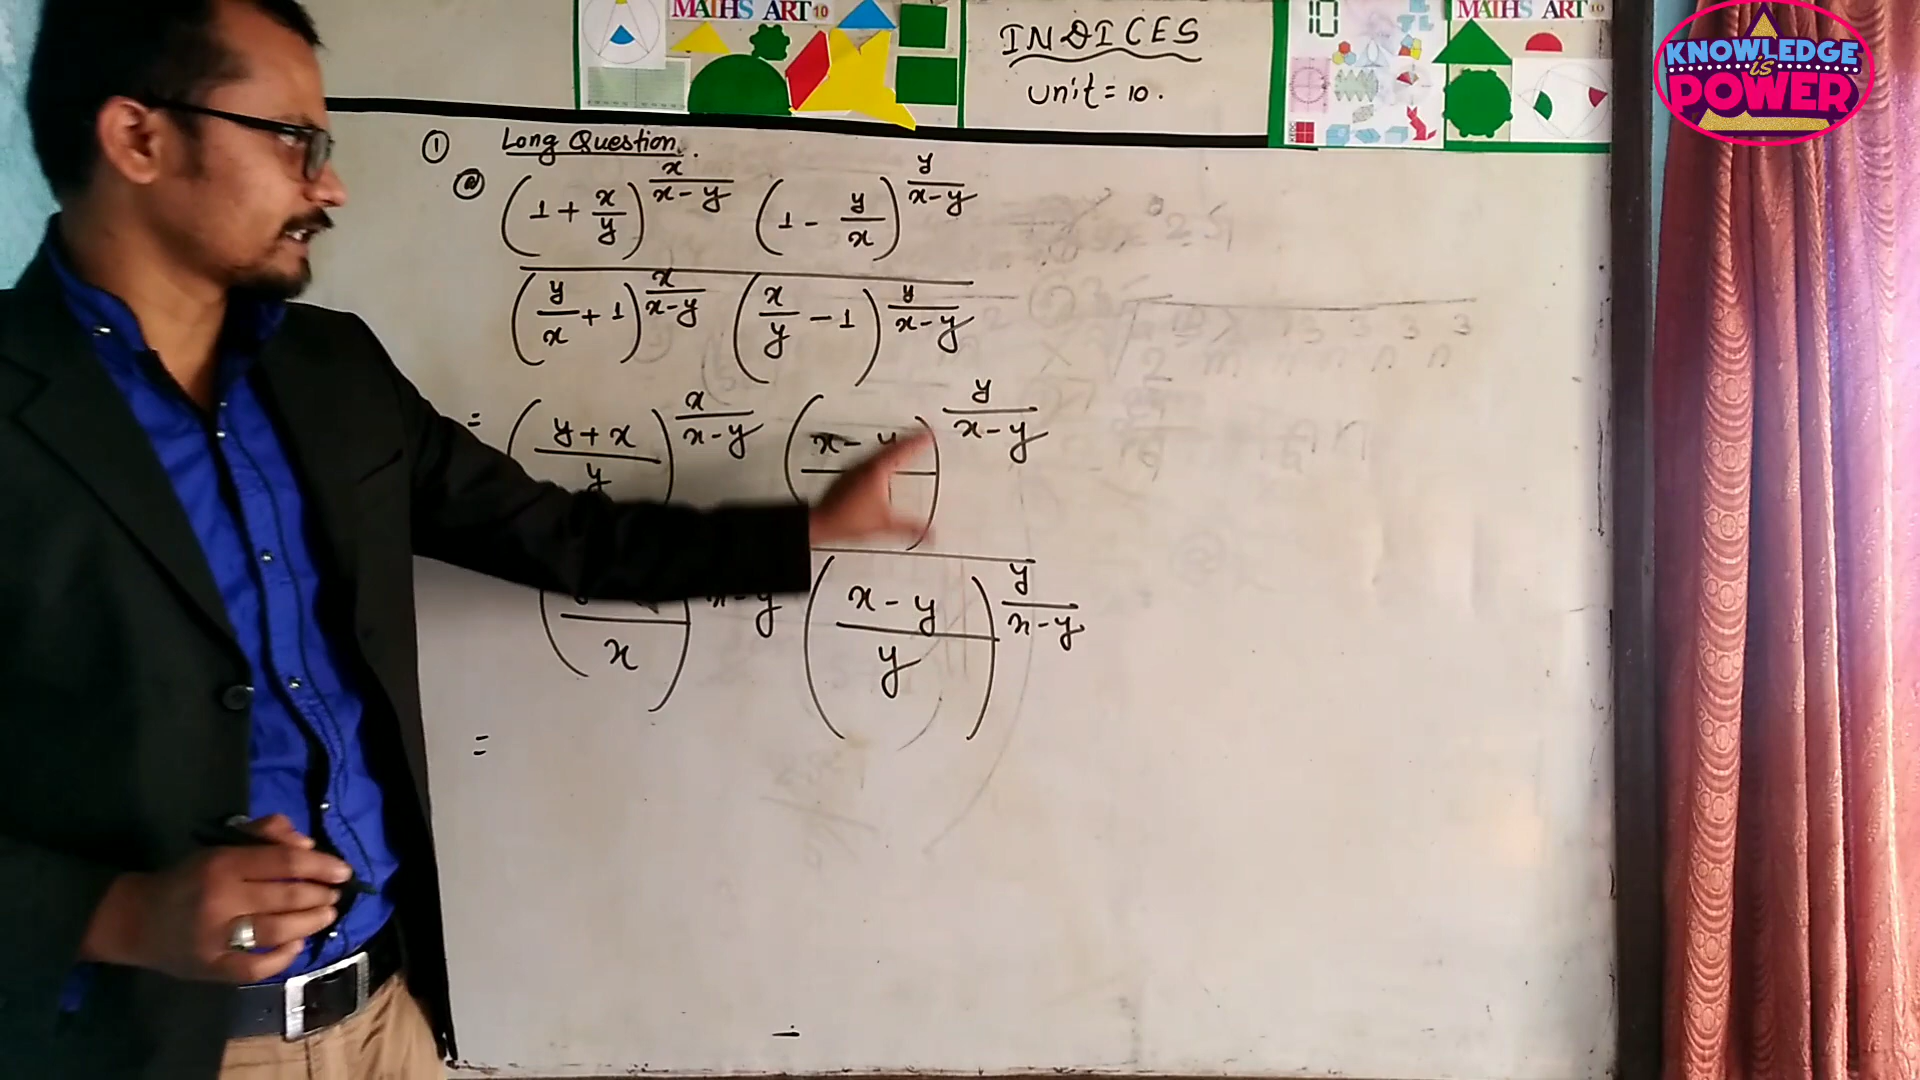 MATHS ART 10
INDICES
unit = 10.
10
MATHS ART 10
KNOWLEDGE is POWER
① Long Question.
ⓐ (1 + x/y)^(x/(x-y)) (1 - y/x)^(y/(x-y))
(y/x + 1)^(x/(x-y)) (x/y - 1)^(y/(x-y))
= ((y+x)/y)^(x/(x-y)) (x-y)^(y/(x-y))
x x-y ((x-y)/y)^(y/(x-y))
=